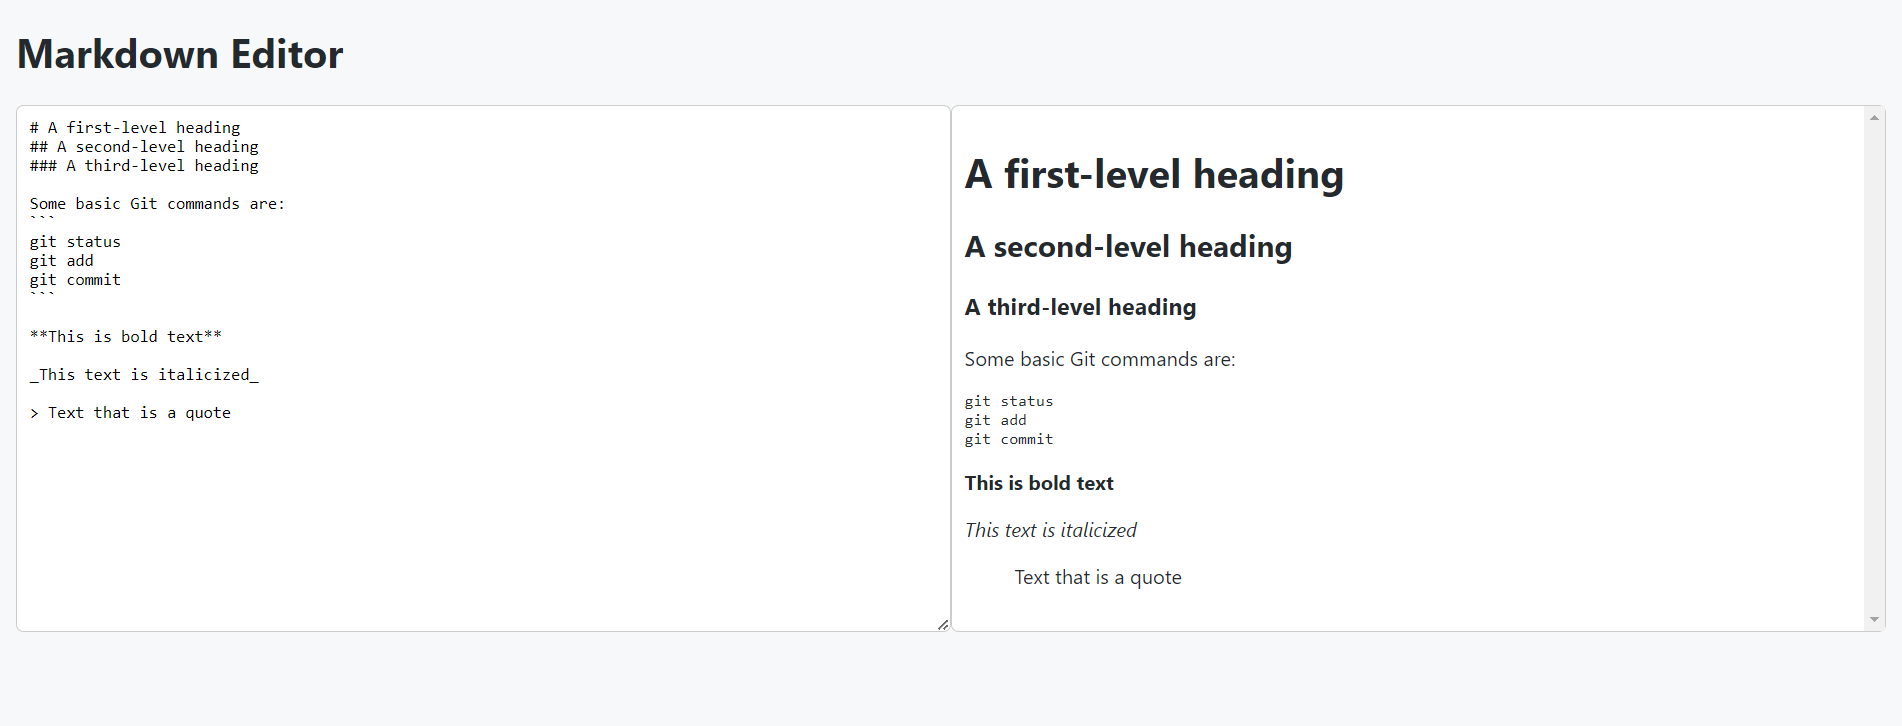 Markdown Editor
# A first-level heading
## A second-level heading
### A third-level heading
Some basic Git commands are:
```
git status
git add
git commit
```
**This is bold text**
_This text is italicized_
> Text that is a quote
A first-level heading
A second-level heading
A third-level heading
Some basic Git commands are:
git status
git add
git commit
This is bold text
This text is italicized
Text that is a quote